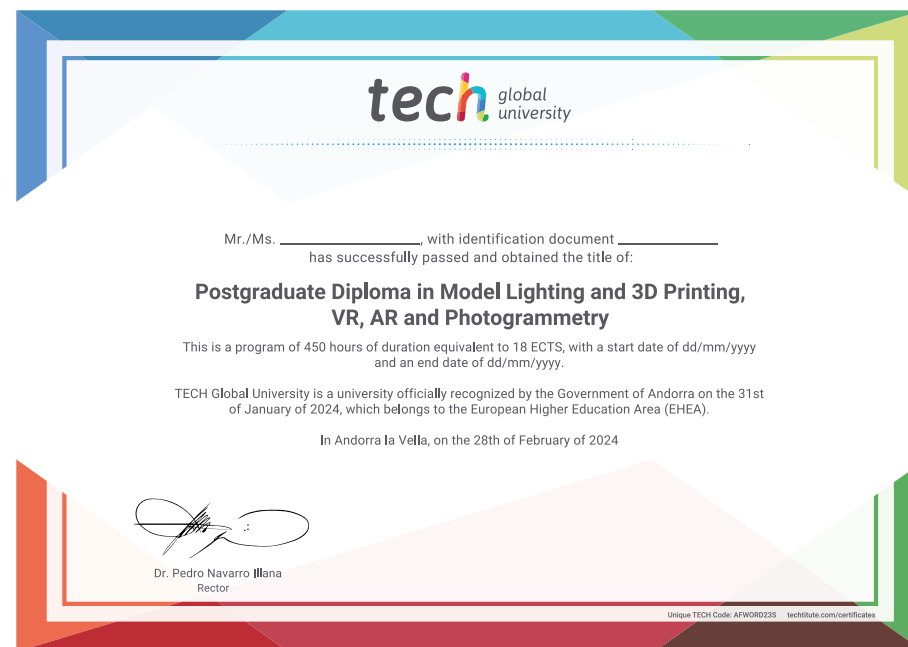 tech global university
Mr./Ms. ____________________, with identification document ______________
has successfully passed and obtained the title of:
Postgraduate Diploma in Model Lighting and 3D Printing,
VR, AR and Photogrammetry
This is a program of 450 hours of duration equivalent to 18 ECTS, with a start date of dd/mm/yyyy
and an end date of dd/mm/yyyy.
TECH Global University is a university officially recognized by the Government of Andorra on the 31st
of January of 2024, which belongs to the European Higher Education Area (EHEA).
In Andorra la Vella, on the 28th of February of 2024
Dr. Pedro Navarro Illana
Rector
Unique TECH Code: AFWORD23S techtitute.com/certificates